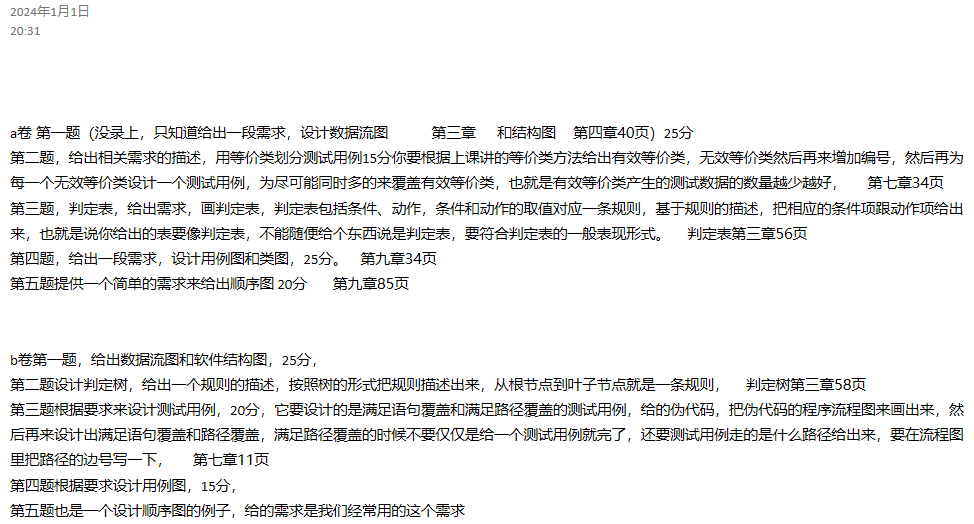 2024年1月1日
20:31
a卷 第一题（没录上，只知道给出一段需求，设计数据流图 第三章 和结构图 第四章40页）25分
第二题，给出相关需求的描述，用等价类划分测试用例15分你要根据上课讲的等价类方法给出有效等价类，无效等价类然后再来增加编号，然后再为
每一个无效等价类设计一个测试用例，为尽可能同时多的来覆盖有效等价类，也就是有效等价类产生的测试数据的数量越少越好， 第七章34页
第三题，判定表，给出需求，画判定表，判定表包括条件、动作，条件和动作的取值对应一条规则，基于规则的描述，把相应的条件项跟动作项给出
来，也就是说你给出的表要像判定表，不能随便给个东西说是判定表，要符合判定表的一般表现形式。 判定表第三章56页
第四题，给出一段需求，设计用例图和类图，25分。 第九章34页
第五题提供一个简单的需求来给出顺序图 20分 第九章85页
b卷第一题，给出数据流图和软件结构图，25分，
第二题设计判定树，给出一个规则的描述，按照树的形式把规则描述出来，从根节点到叶子节点就是一条规则， 判定树第三章58页
第三题根据要求来设计测试用例，20分，它要设计的是满足语句覆盖和满足路径覆盖的测试用例，给的伪代码，把伪代码的程序流程图来画出来，然
后再来设计出满足语句覆盖和路径覆盖，满足路径覆盖的时候不要仅仅是给一个测试用例就完了，还要测试用例走的是什么路径给出来，要在流程图
里把路径的边号写一下， 第七章11页
第四题根据要求设计用例图，15分，
第五题也是一个设计顺序图的例子，给的需求是我们经常用的这个需求